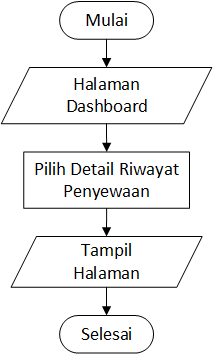 Mulai
Halaman
Dashboard
Pilih Detail Riwayat
Penyewaan
Tampil
Halaman
Selesai